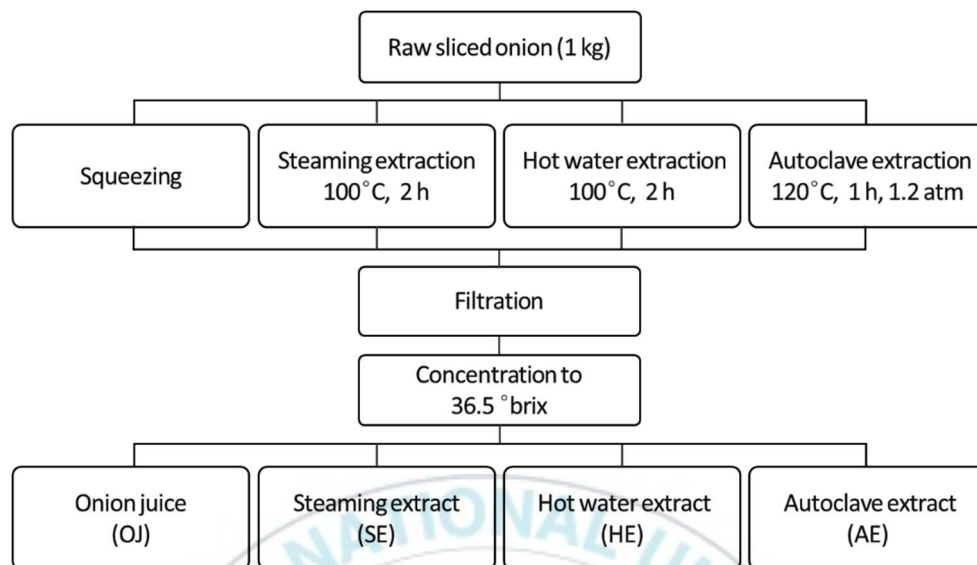 Raw sliced onion (1 kg)
Squeezing
Steaming extraction
100°C, 2 h
Hot water extraction
100°C, 2 h
Autoclave extraction
120°C, 1 h, 1.2 atm
Filtration
Concentration to
36.5 °brix
Onion juice
(OJ)
Steaming extract
(SE)
Hot water extract
(HE)
Autoclave extract
(AE)
NATIONAL UNI